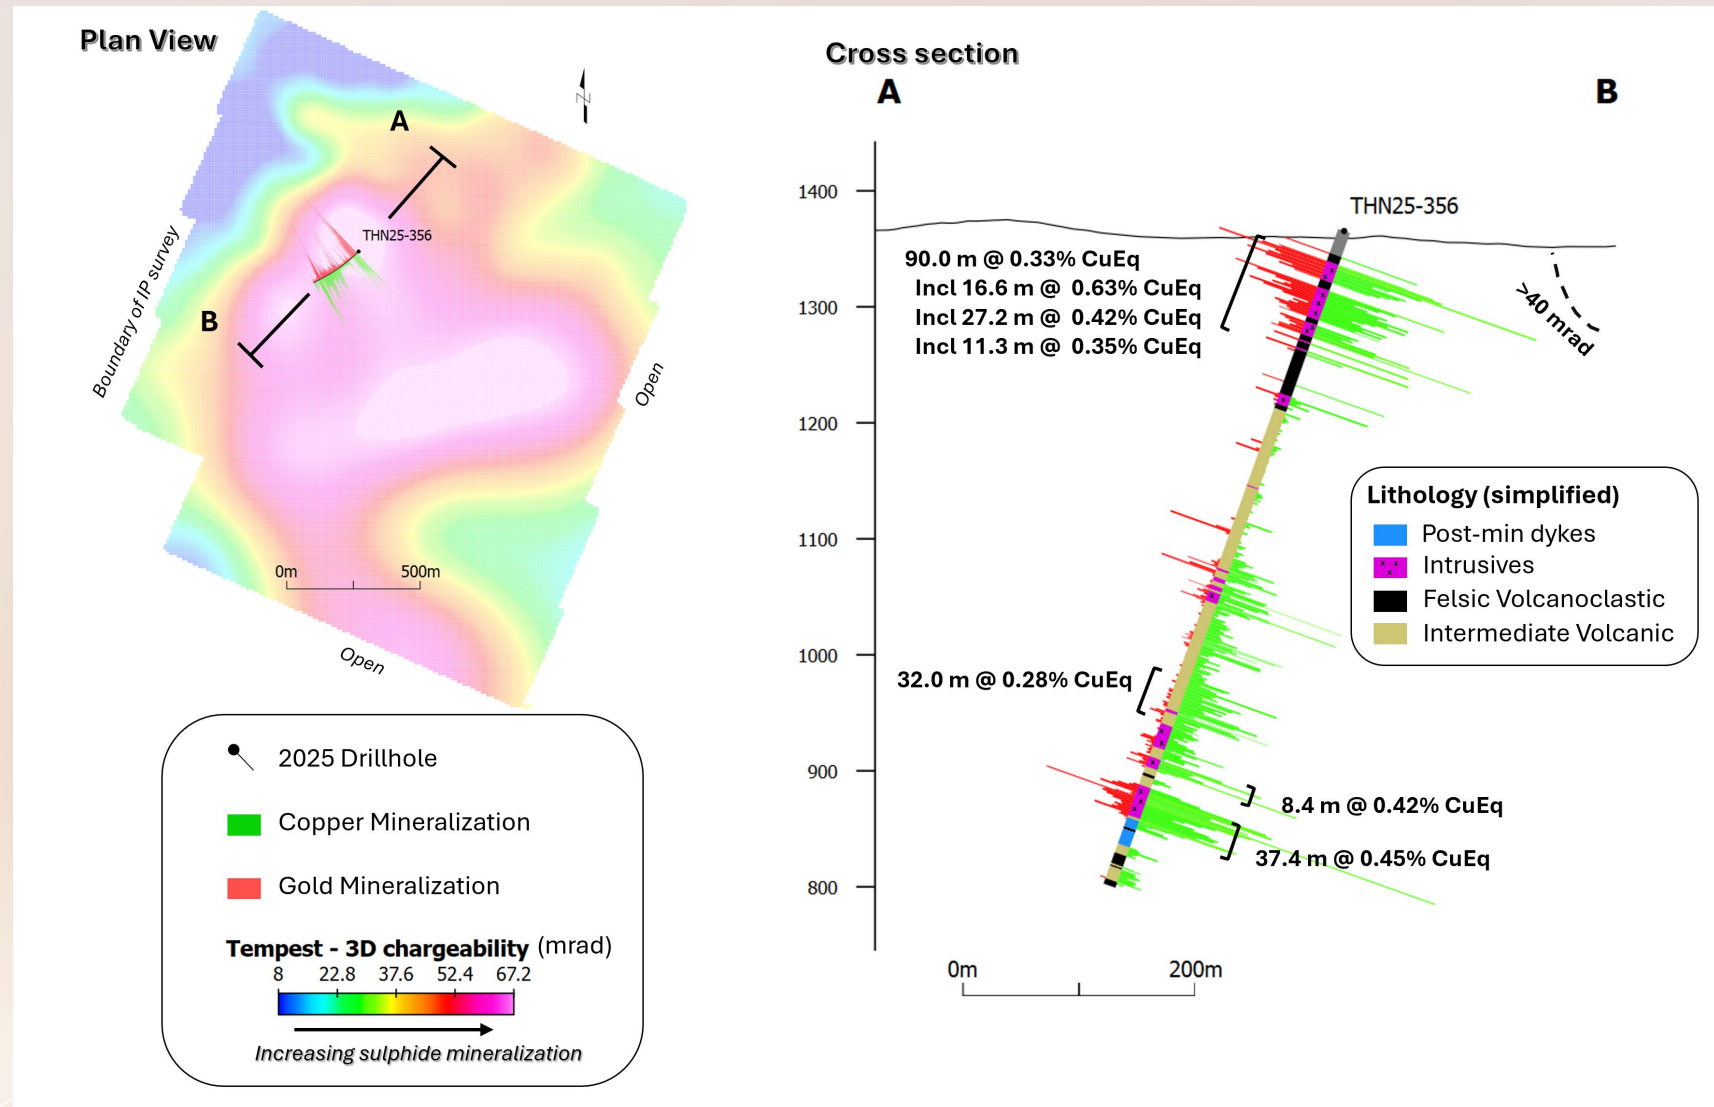 Plan View
A
THN25-356
B
Boundary of IP survey
Open
0m 500m
Open
N
2025 Drillhole
Copper Mineralization
Gold Mineralization
Tempest - 3D chargeability (mrad)
8 22.8 37.6 52.4 67.2
Increasing sulphide mineralization
Cross section
A B
1400
1300
1200
1100
1000
900
800
THN25-356
90.0 m @ 0.33% CuEq
Incl 16.6 m @ 0.63% CuEq
Incl 27.2 m @ 0.42% CuEq
Incl 11.3 m @ 0.35% CuEq
>40 mrad
32.0 m @ 0.28% CuEq
8.4 m @ 0.42% CuEq
37.4 m @ 0.45% CuEq
0m 200m
Lithology (simplified)
Post-min dykes
Intrusives
Felsic Volcanoclastic
Intermediate Volcanic